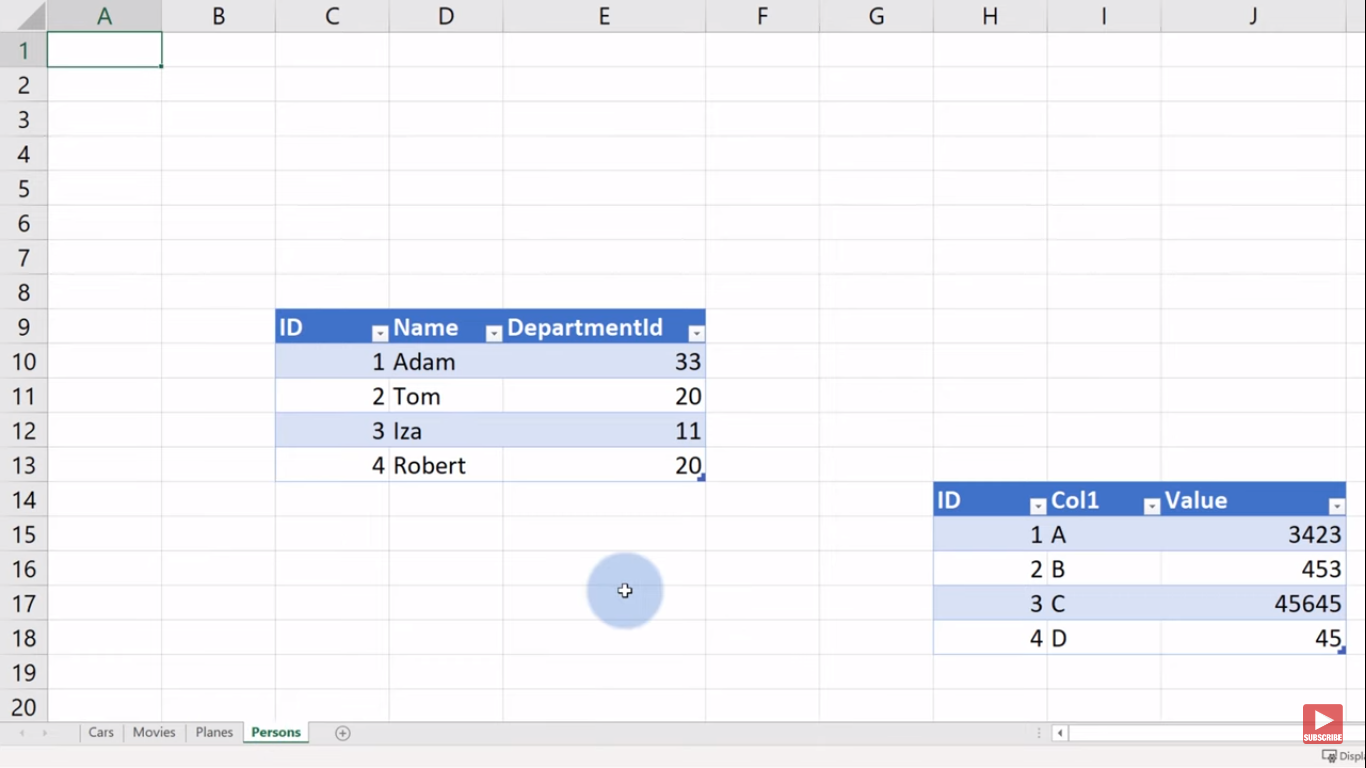 A B C D E F G H I J
1
2
3
4
5
6
7
8
9 ID Name DepartmentId
10 1 Adam 33
11 2 Tom 20
12 3 Iza 11
13 4 Robert 20
14 ID Col1 Value
15 1 A 3423
16 2 B 453
17 3 C 45645
18 4 D 45
19
20
Cars Movies Planes Persons
SUBSCRIBE